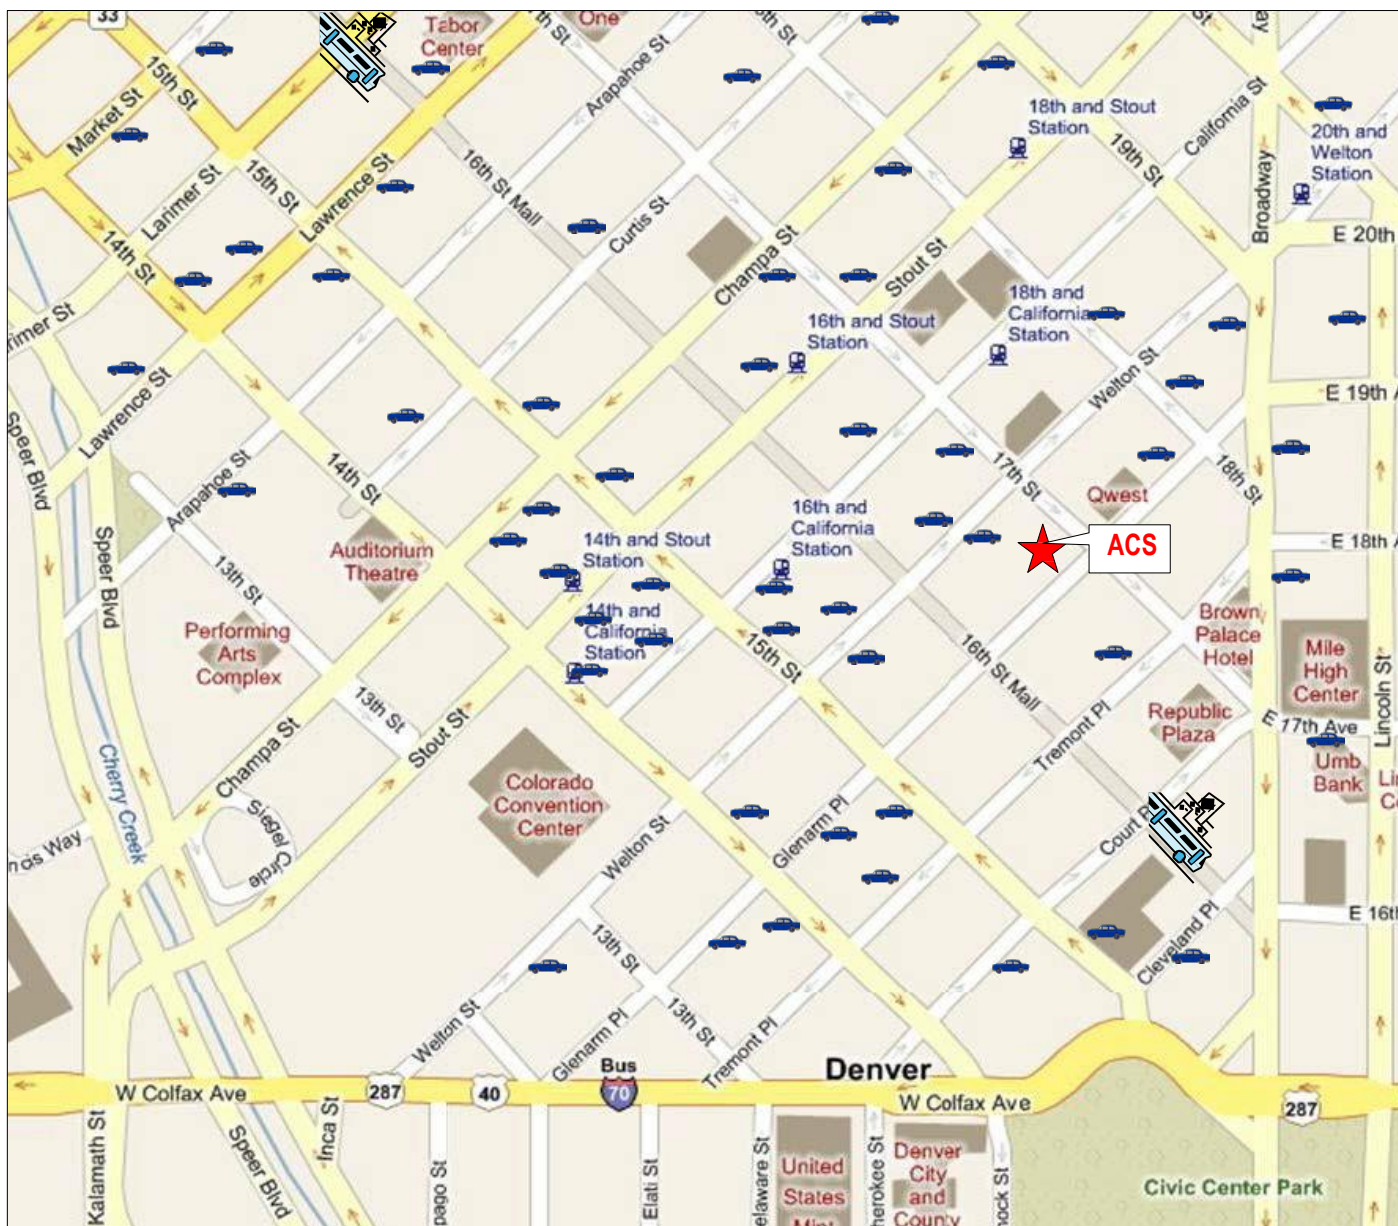 33
Tabor
Center
One
Arapahoe St
15th St
Market St
18th and Stout
Station
20th and
Welton
Station
California St
19th St
Broadway
Larimer St
15th St
16th St Mall
Lawrence St
Curtis St
E 20th
14th St
Champa St
Stout St
18th and
California
Station
16th and Stout
Station
Welton St
E 19th A
Speer Blvd
Lawrence St
Arapahoe St
14th St
17th St
18th St
Qwest
16th and
California
Station
ACS
E 18th A
14th and Stout
Station
Auditorium
Theatre
Speer Blvd
13th St
14th and
California
Station
Performing
Arts
Complex
15th St
16th St Mall
Brown
Palace
Hotel
Mile
High
Center
Lincoln St
13th St
Champa St
Stout St
Tremont Pl
Republic
Plaza
E 17th Ave
Umb
Bank
Cherry Creek
Colorado
Convention
Center
Siegel Circle
Welton St
Glenarm Pl
Court P
Cleveland Pl
E 16th
13th St
13th St
Welton St
Glenarm Pl
Tremont Pl
Bus
70
Denver
W Colfax Ave
287
40
W Colfax Ave
287
Kalamath St
Speer Blvd
Inca St
Elati St
United
States
Denver
City
and
County
Civic Center Park